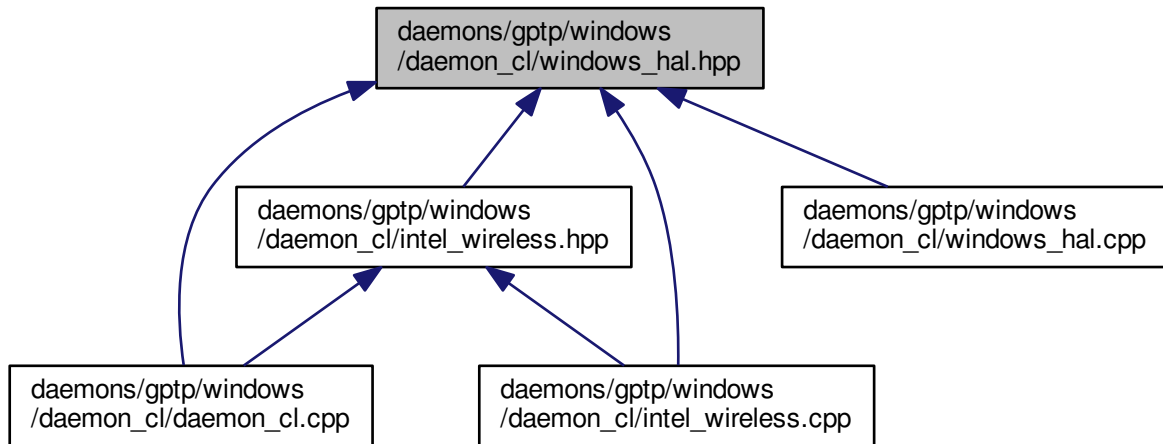 daemons/gptp/windows
/daemon_cl/windows_hal.hpp
daemons/gptp/windows
/daemon_cl/intel_wireless.hpp
daemons/gptp/windows
/daemon_cl/windows_hal.cpp
daemons/gptp/windows
/daemon_cl/daemon_cl.cpp
daemons/gptp/windows
/daemon_cl/intel_wireless.cpp